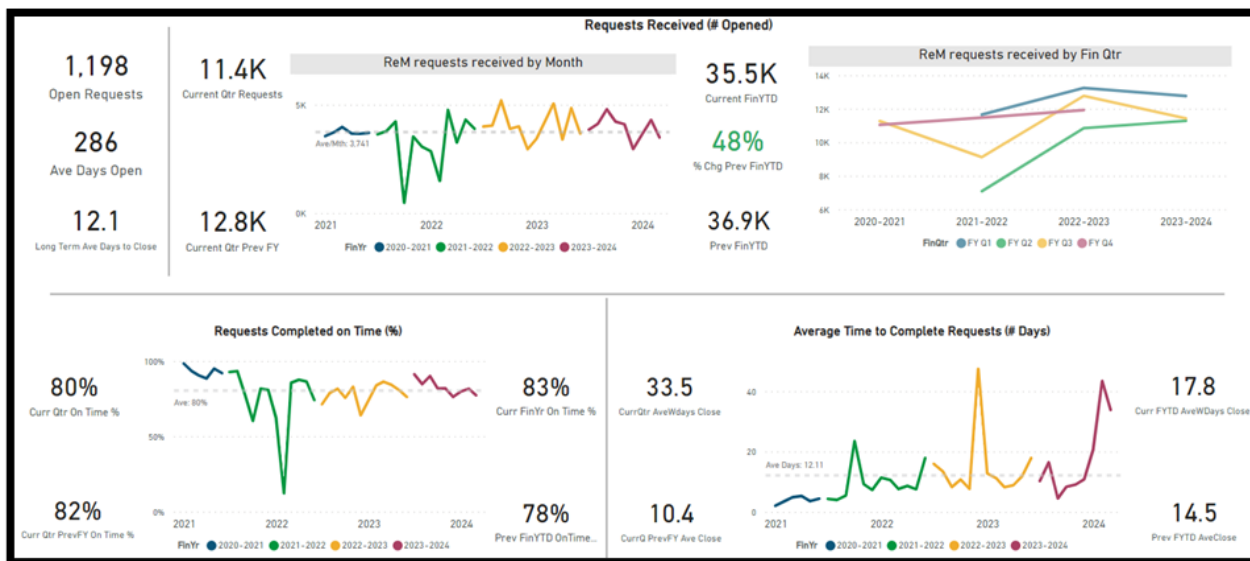 Requests Received (# Opened)
1,198
Open Requests
286
Ave Days Open
12.1
Long Term Ave Days to Close
11.4K
Current Qtr Requests
12.8K
Current Qtr Prev FY
ReM requests received by Month
5K
Ave/Mth: 3,741
0K
2021
2022
2023
2024
FinYr 2020-2021 2021-2022 2022-2023 2023-2024
35.5K
Current FinYTD
48%
% Chg Prev FinYTD
36.9K
Prev FinYTD
ReM requests received by Fin Qtr
14K
12K
10K
8K
6K
2020-2021
2021-2022
2022-2023
2023-2024
FinQtr FY Q1 FY Q2 FY Q3 FY Q4
Requests Completed on Time (%)
80%
Curr Qtr On Time %
82%
Curr Qtr PrevFY On Time %
100%
Ave: 80%
50%
0%
2021
2022
2023
2024
FinYr 2020-2021 2021-2022 2022-2023 2023-2024
83%
Curr FinYr On Time %
78%
Prev FinYTD OnTime...
Average Time to Complete Requests (# Days)
33.5
CurrQtr AveWdays Close
10.4
CurrQ PrevFY Ave Close
40
20
Ave Days: 12.11
0
2021
2022
2023
2024
FinYr 2020-2021 2021-2022 2022-2023 2023-2024
17.8
Curr FYTD AveWDays Close
14.5
Prev FYTD AveClose